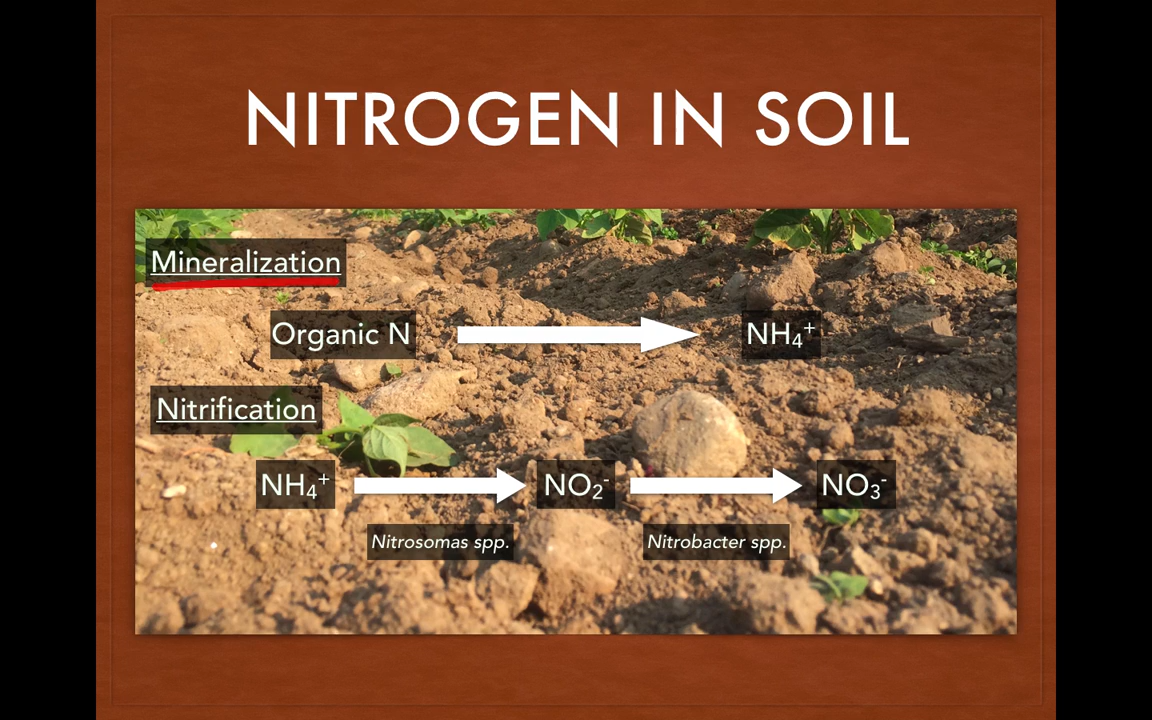 NITROGEN IN SOIL
Mineralization
Organic N NH₄⁺
Nitrification
NH₄⁺ NO₂⁻ NO₃⁻
Nitrosomas spp. Nitrobacter spp.